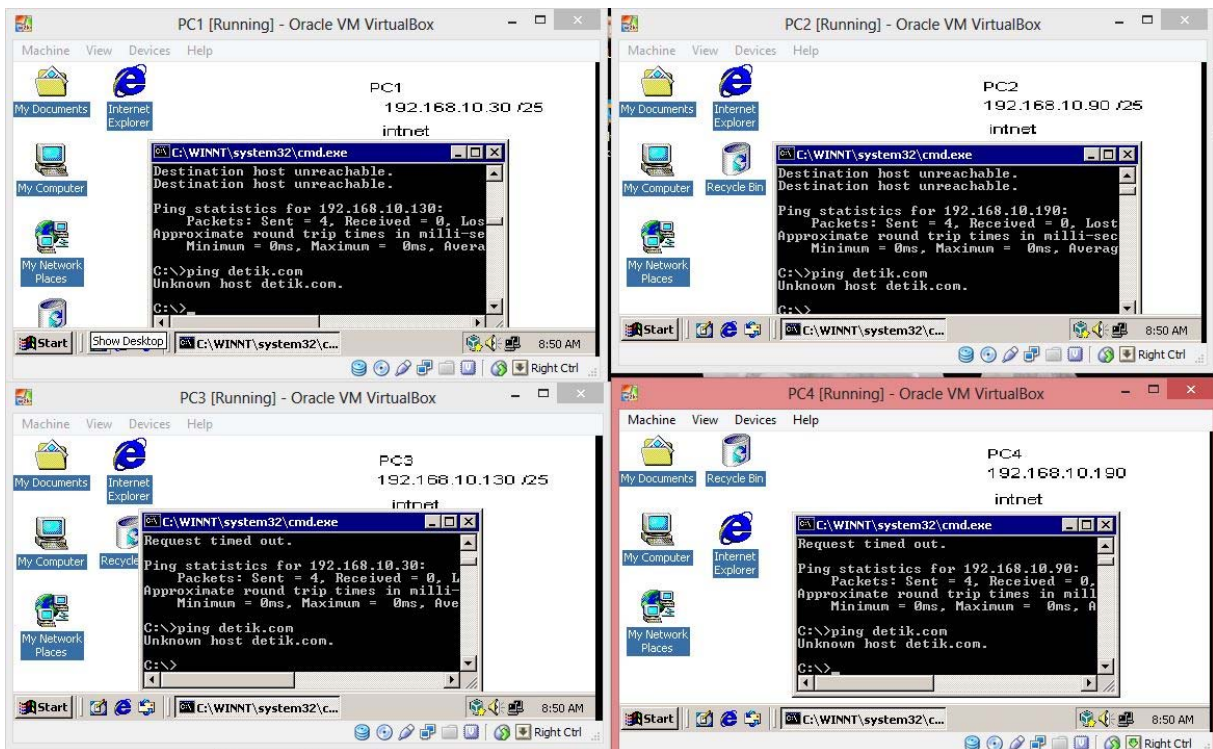 PC1 [Running] - Oracle VM VirtualBox
Machine View Devices Help
My Documents
Internet Explorer
My Computer
My Network Places
PC1
192.168.10.30 /25
intnet
C:\WINNT\system32\cmd.exe
Destination host unreachable.
Destination host unreachable.
Ping statistics for 192.168.10.130:
Packets: Sent = 4, Received = 0, Los
Approximate round trip times in milli-se
Minimum = 0ms, Maximum = 0ms, Avera
C:\>ping detik.com
Unknown host detik.com.
C:\>_
Start
Show Desktop
C:\WINNT\system32\c...
8:50 AM
Right Ctrl
PC2 [Running] - Oracle VM VirtualBox
Machine View Devices Help
My Documents
Internet Explorer
My Computer
Recycle Bin
My Network Places
PC2
192.168.10.90 /25
intnet
C:\WINNT\system32\cmd.exe
Destination host unreachable.
Destination host unreachable.
Ping statistics for 192.168.10.190:
Packets: Sent = 4, Received = 0, Lost
Approximate round trip times in milli-sec
Minimum = 0ms, Maximum = 0ms, Averag
C:\>ping detik.com
Unknown host detik.com.
C:\>
Start
C:\WINNT\system32\c...
8:50 AM
Right Ctrl
PC3 [Running] - Oracle VM VirtualBox
Machine View Devices Help
My Documents
Internet Explorer
My Computer
Recycle
My Network Places
PC3
192.168.10.130 /25
intnet
C:\WINNT\system32\cmd.exe
Request timed out.
Ping statistics for 192.168.10.30:
Packets: Sent = 4, Received = 0, L
Approximate round trip times in milli-
Minimum = 0ms, Maximum = 0ms, Ave
C:\>ping detik.com
Unknown host detik.com.
C:\>
Start
C:\WINNT\system32\c...
8:50 AM
Right Ctrl
PC4 [Running] - Oracle VM VirtualBox
Machine View Devices Help
My Documents
Recycle Bin
My Computer
Internet Explorer
My Network Places
PC4
192.168.10.190
intnet
C:\WINNT\system32\cmd.exe
Request timed out.
Ping statistics for 192.168.10.90:
Packets: Sent = 4, Received = 0,
Approximate round trip times in mill
Minimum = 0ms, Maximum = 0ms, A
C:\>ping detik.com
Unknown host detik.com.
C:\>_
Start
C:\WINNT\system32\c...
8:50 AM
Right Ctrl